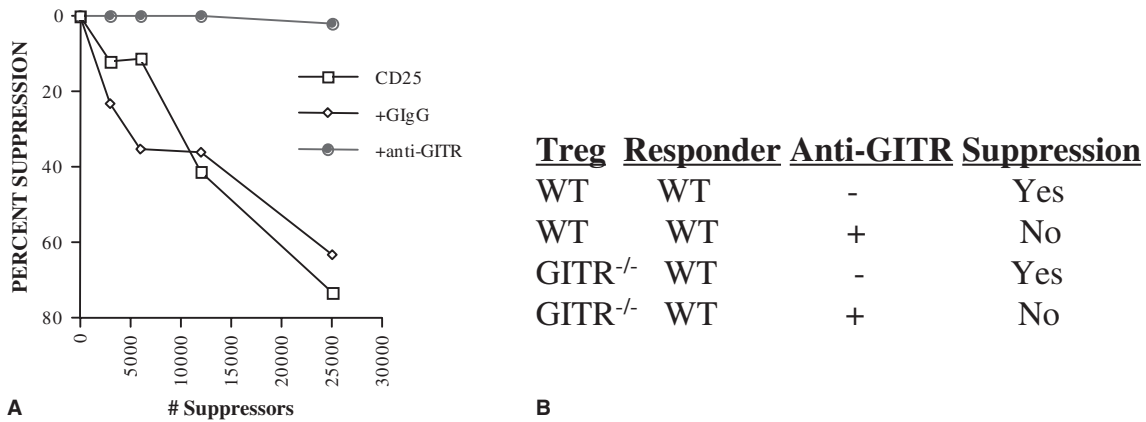 0
20
40
60
80
PERCENT SUPPRESSION
0
5000
10000
15000
20000
25000
30000
# Suppressors
CD25
+GIgG
+anti-GITR
A
Treg Responder Anti-GITR Suppression
WT WT - Yes
WT WT + No
GITR-/- WT - Yes
GITR-/- WT + No
B